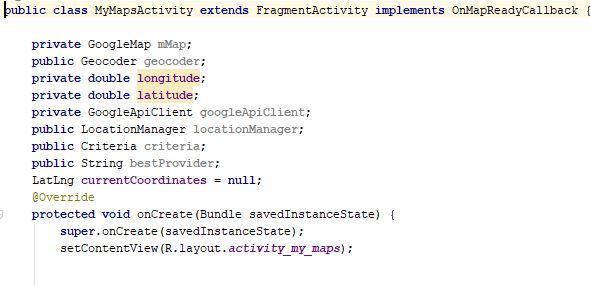 public class MyMapsActivity extends FragmentActivity implements OnMapReadyCallback {
private GoogleMap mMap;
public Geocoder geocoder;
private double longitude;
private double latitude;
private GoogleApiClient googleApiClient;
public LocationManager locationManager;
public Criteria criteria;
public String bestProvider;
LatLng currentCoordinates = null;
@Override
protected void onCreate(Bundle savedInstanceState) {
super.onCreate(savedInstanceState);
setContentView(R.layout.activity_my_maps);